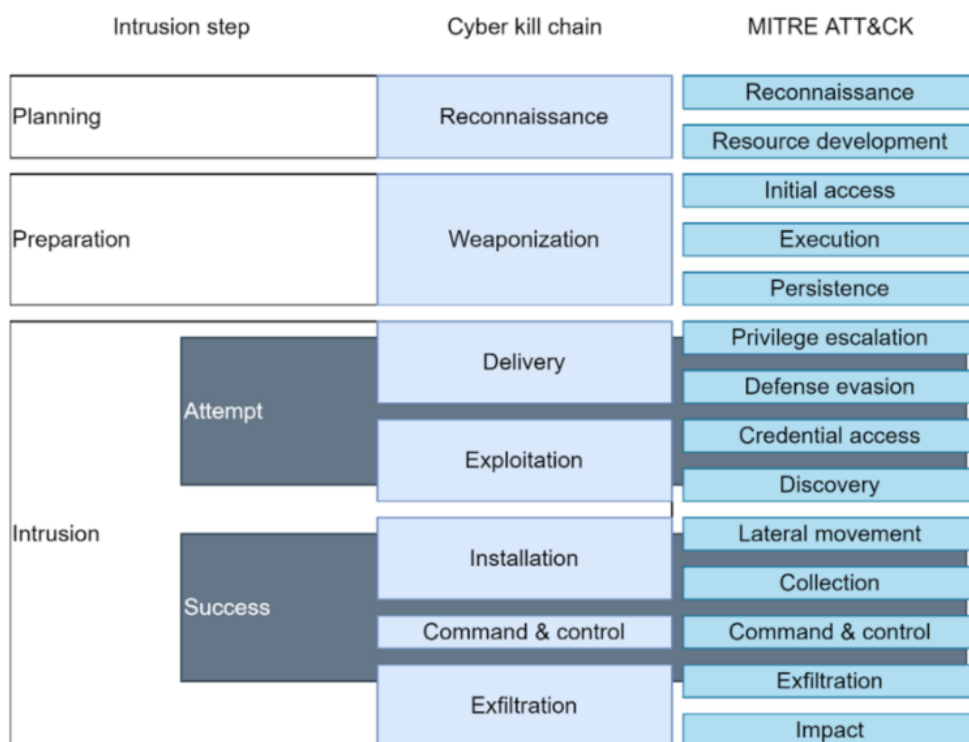 Intrusion step
Cyber kill chain
MITRE ATT&CK
Planning
Reconnaissance
Reconnaissance
Resource development
Preparation
Weaponization
Initial access
Execution
Persistence
Intrusion
Attempt
Delivery
Exploitation
Privilege escalation
Defense evasion
Credential access
Discovery
Success
Installation
Command & control
Exfiltration
Lateral movement
Collection
Command & control
Exfiltration
Impact